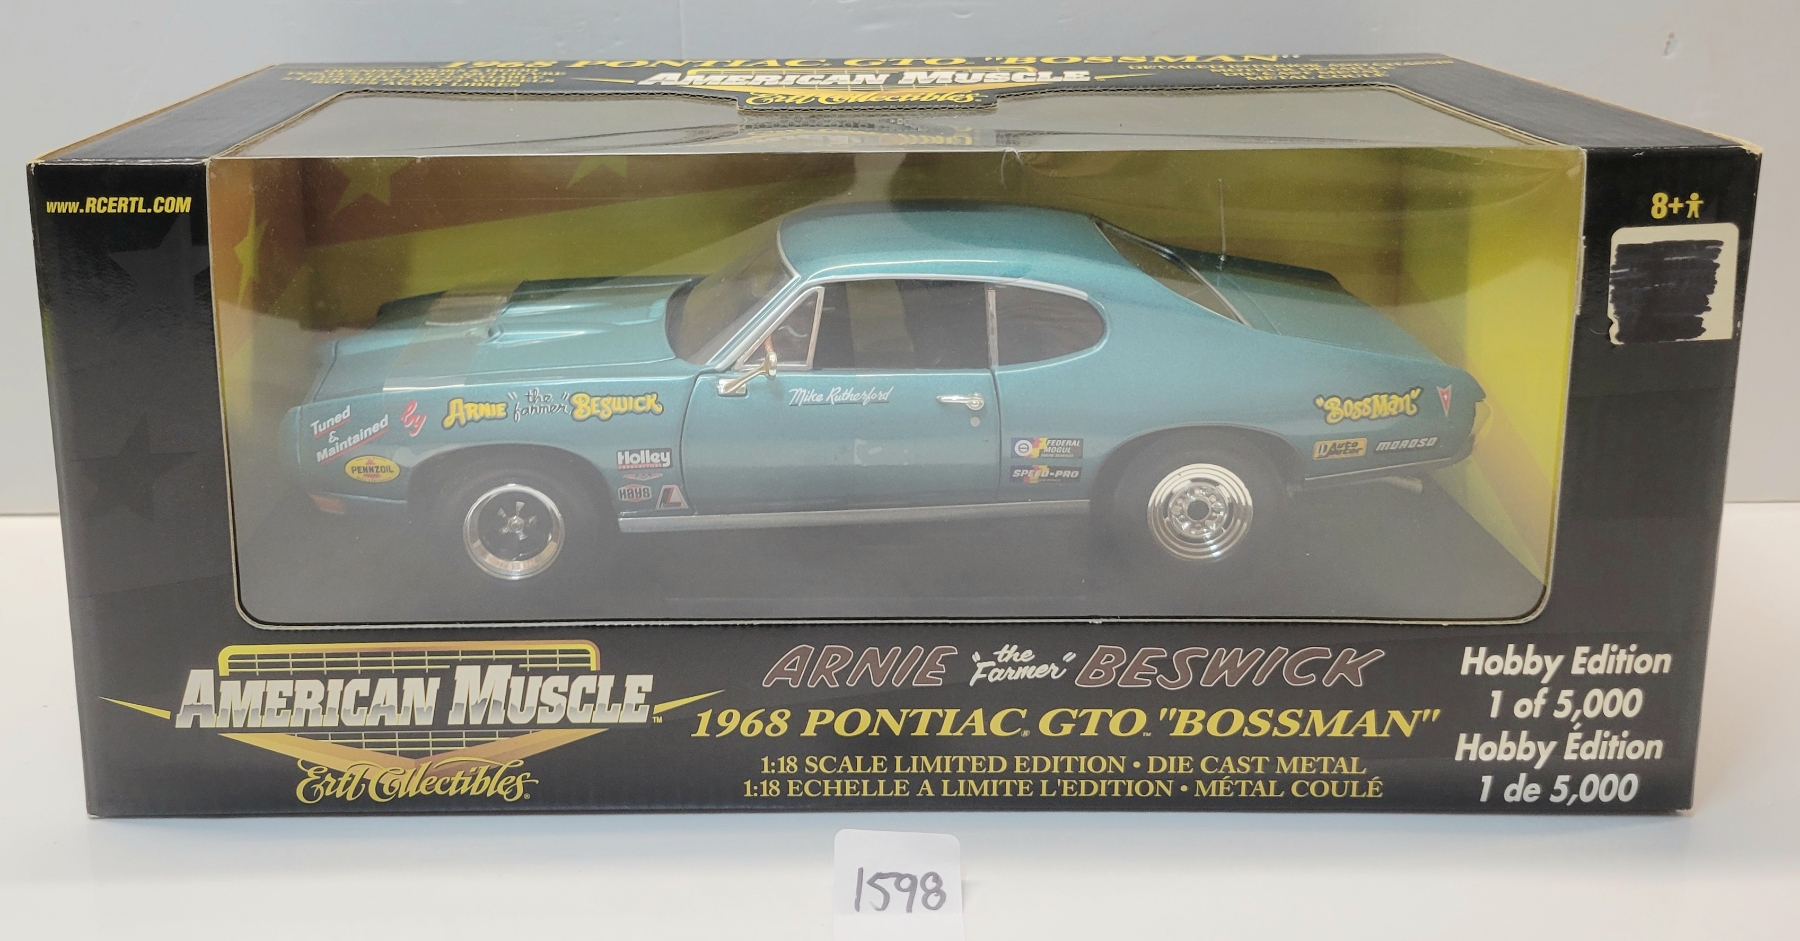 1968 PONTIAC GTO "BOSSMAN"
AMERICAN MUSCLE
Ertl Collectibles
www.RCERTL.COM
8+
Tuned
&
Maintained
by
ARNIE "the farmer" BESWICK
Mike Rutherford
"BossMan"
PENNZOIL
Holley
Hays
FEDERAL
MOGUL
SPEED-PRO
Auto
Meter
MOROSO
AMERICAN MUSCLE™
Ertl Collectibles®
ARNIE "the Farmer" BESWICK
1968 PONTIAC® GTO™ "BOSSMAN"
1:18 SCALE LIMITED EDITION • DIE CAST METAL
1:18 ECHELLE A LIMITE L'EDITION • MÉTAL COULÉ
Hobby Edition
1 of 5,000
Hobby Édition
1 de 5,000
1598